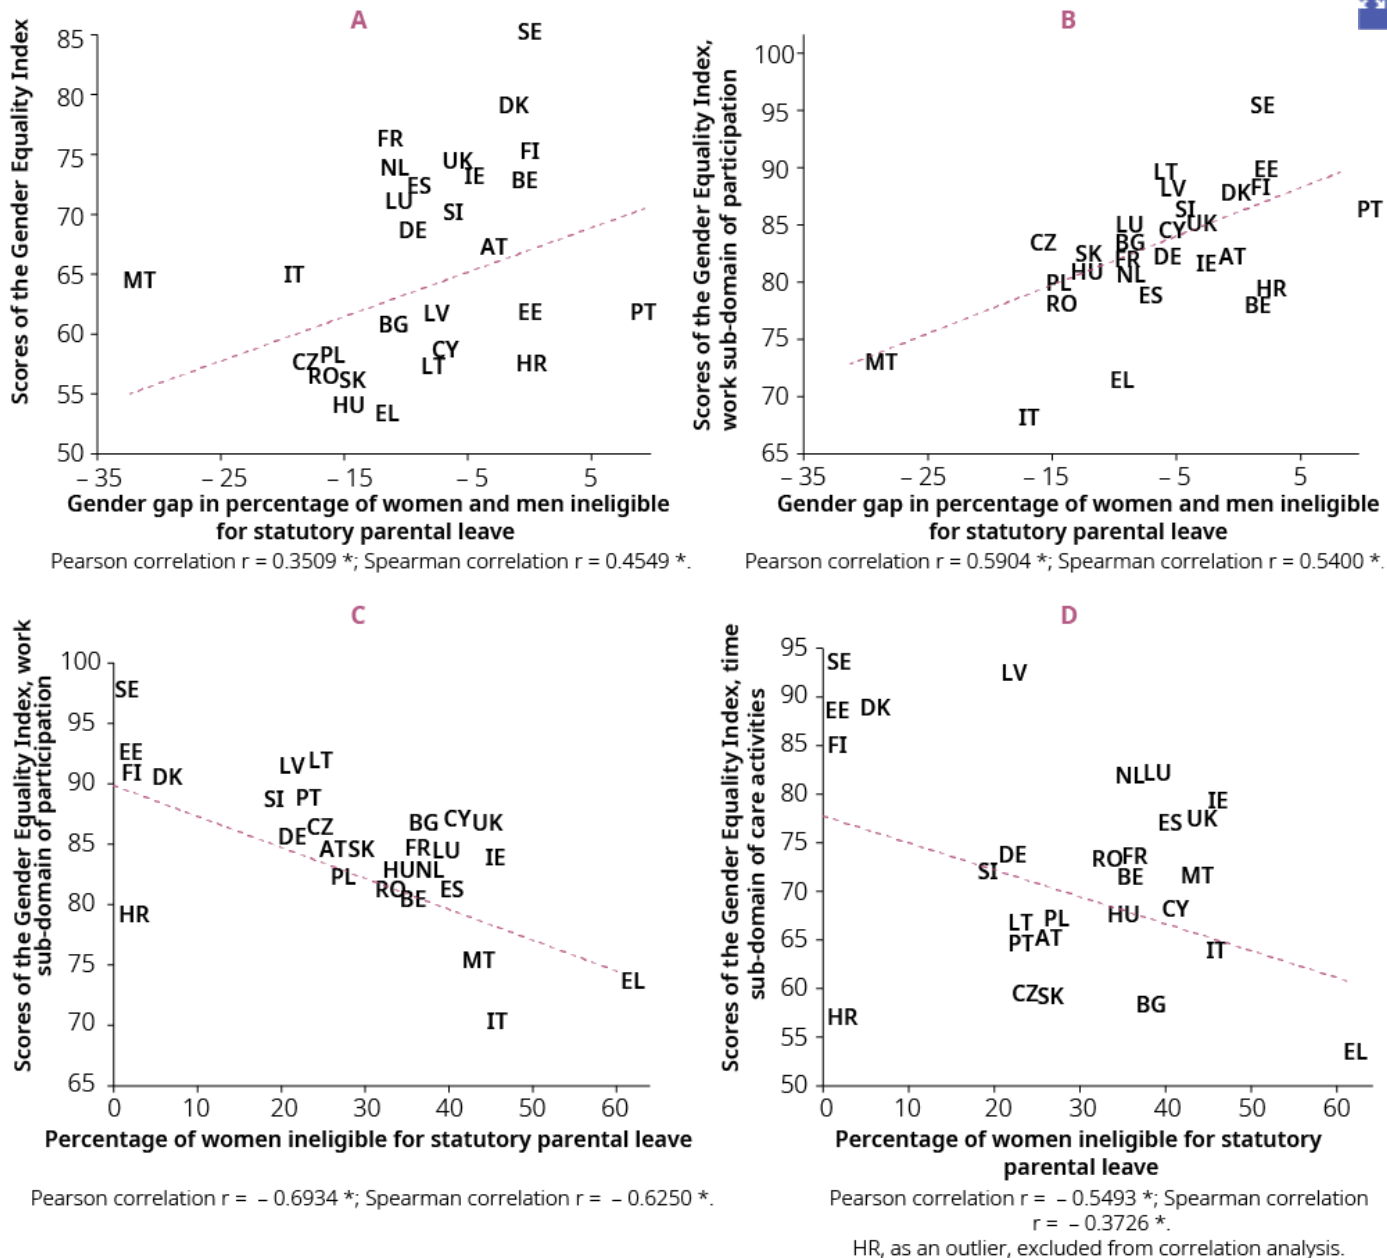 A
Scores of the Gender Equality Index
85
80
75
70
65
60
55
50
SE
DK
FR
FI
UK
NL
IE
BE
ES
LU
SI
DE
AT
IT
MT
LV
EE
PT
BG
CY
PL
CZ
LT
HR
RO
SK
HU
EL
– 35
– 25
– 15
– 5
5
Gender gap in percentage of women and men ineligible
for statutory parental leave
Pearson correlation r = 0.3509 *; Spearman correlation r = 0.4549 *.
B
Scores of the Gender Equality Index,
work sub-domain of participation
100
95
90
85
80
75
70
65
SE
LT
EE
LV
FI
DK
SI
PT
LU
UK
CY
CZ
BG
SK
FR
DE
AT
IE
HU
NL
PL
HR
ES
RO
BE
MT
EL
IT
– 35
– 25
– 15
– 5
5
Gender gap in percentage of women and men ineligible
for statutory parental leave
Pearson correlation r = 0.5904 *; Spearman correlation r = 0.5400 *.
C
Scores of the Gender Equality Index, work
sub-domain of participation
100
95
90
85
80
75
70
65
SE
EE
LT
LV
FI
DK
SI
PT
CY
BG
UK
CZ
DE
AT
SK
FR
LU
IE
HU
NL
PL
RO
ES
BE
HR
MT
EL
IT
0
10
20
30
40
50
60
Percentage of women ineligible for statutory parental leave
Pearson correlation r = – 0.6934 *; Spearman correlation r = – 0.6250 *.
D
Scores of the Gender Equality Index, time
sub-domain of care activities
95
90
85
80
75
70
65
60
55
50
SE
LV
EE
DK
FI
NL
LU
IE
UK
ES
DE
RO
FR
SI
BE
MT
CY
HU
LT
PL
PT
AT
IT
CZ
SK
BG
HR
EL
0
10
20
30
40
50
60
Percentage of women ineligible for statutory
parental leave
Pearson correlation r = – 0.5493 *; Spearman correlation
r = – 0.3726 *.
HR, as an outlier, excluded from correlation analysis.